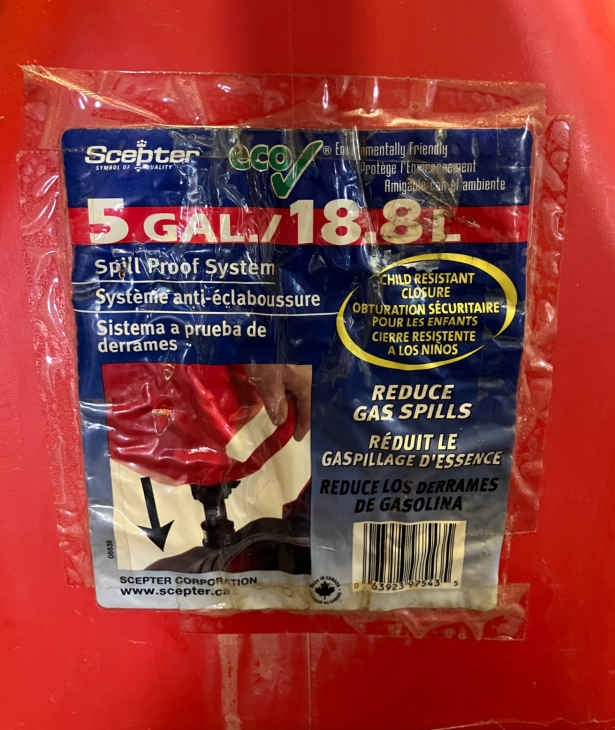 Scepter
SYMBOL OF QUALITY
eco ® Environmentally Friendly
Protège l'Environnement
Amigable con el ambiente
5 GAL./18.8L
Spill Proof System
Système anti-éclaboussure
Sistema a prueba de
derrames
CHILD RESISTANT
CLOSURE
OBTURATION SÉCURITAIRE
POUR LES ENFANTS
CIERRE RESISTENTE
A LOS NIÑOS
REDUCE
GAS SPILLS
RÉDUIT LE
GASPILLAGE D'ESSENCE
REDUCE LOS DERRAMES
DE GASOLINA
SCEPTER CORPORATION
www.scepter.ca